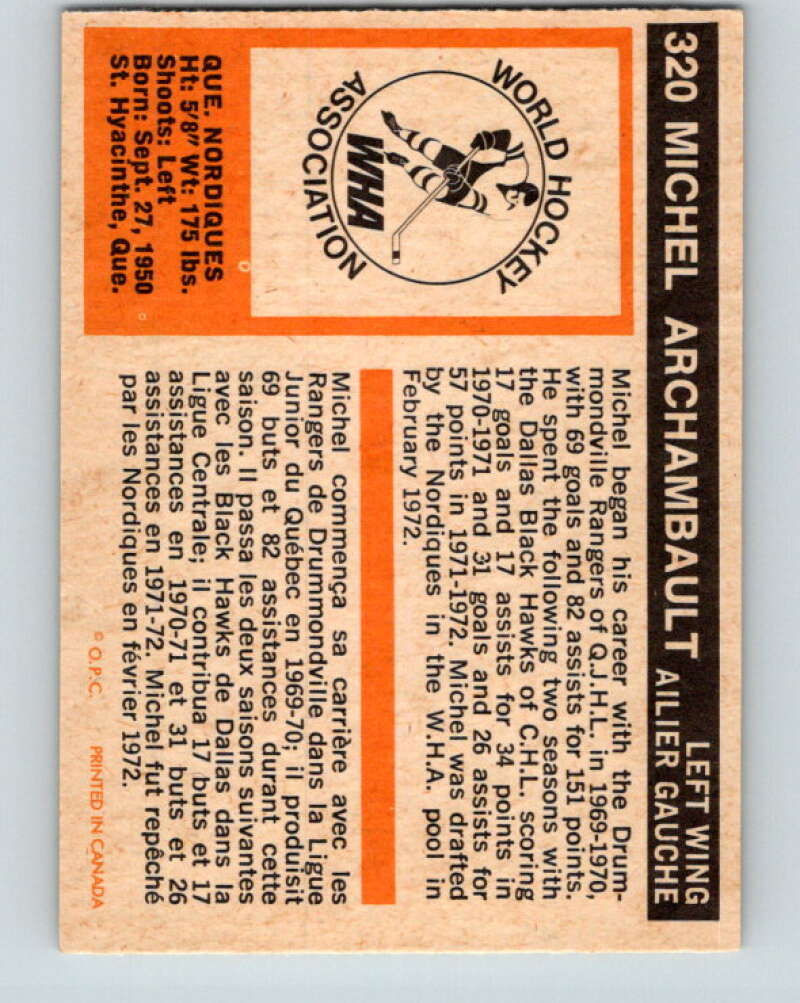 320 MICHEL ARCHAMBAULT
LEFT WING
AILIER GAUCHE
WORLD HOCKEY
ASSOCIATION
WHA
QUE. NORDIQUES
Ht: 5'8" Wt: 175 lbs.
Shoots: Left
Born: Sept. 27, 1950
St. Hyacinthe, Que.
Michel began his career with the Drum-
mondville Rangers of Q.J.H.L. in 1969-1970,
with 69 goals and 82 assists for 151 points.
He spent the following two seasons with
the Dallas Black Hawks of C.H.L. scoring
17 goals and 17 assists for 34 points in
1970-1971 and 31 goals and 26 assists for
57 points in 1971-1972. Michel was drafted
by the Nordiques in the W.H.A. pool in
February 1972.
Michel commença sa carrière avec les
Rangers de Drummondville dans la Ligue
Junior du Québec en 1969-70; il produisit
69 buts et 82 assistances durant cette
saison. Il passa les deux saisons suivantes
avec les Black Hawks de Dallas dans la
Ligue Centrale; il contribua 17 buts et 17
assistances en 1970-71 et 31 buts et 26
assistances en 1971-72. Michel fut repêché
par les Nordiques en février 1972.
© O.P.C. PRINTED IN CANADA